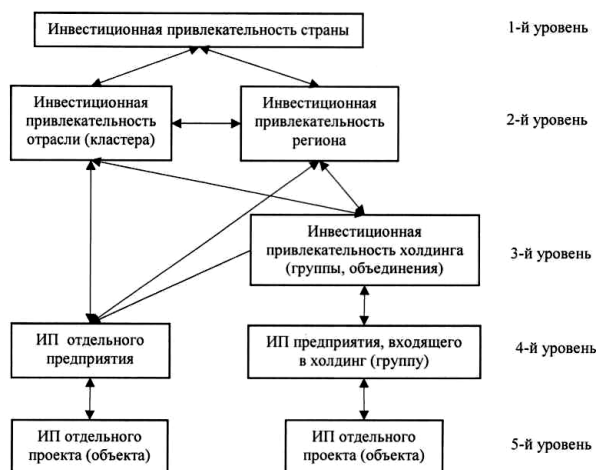 Инвестиционная привлекательность страны
1-й уровень
Инвестиционная
привлекательность
отрасли (кластера)
Инвестиционная
привлекательность
региона
2-й уровень
Инвестиционная
привлекательность холдинга
(группы, объединения)
3-й уровень
ИП отдельного
предприятия
ИП предприятия, входящего
в холдинг (группу)
4-й уровень
ИП отдельного
проекта (объекта)
ИП отдельного
проекта (объекта)
5-й уровень